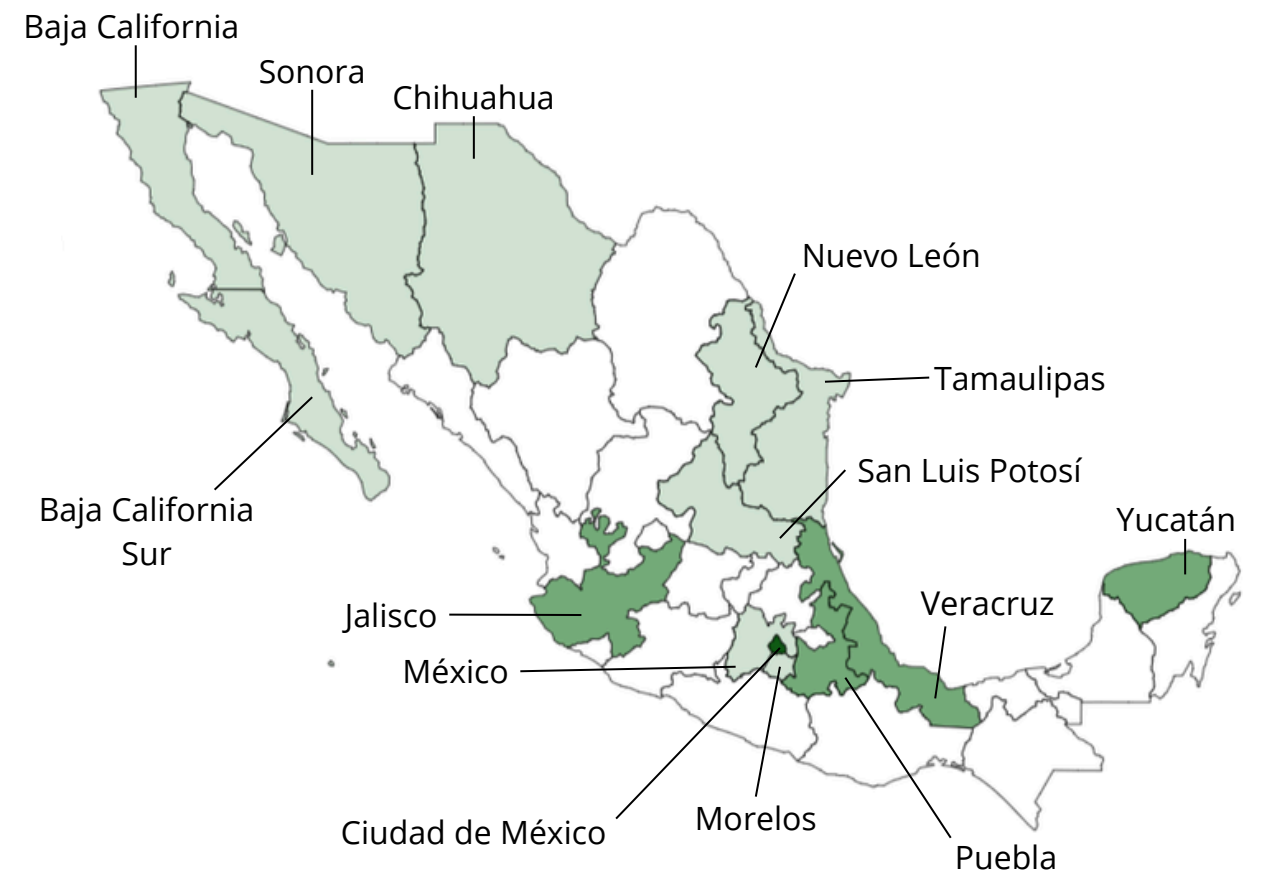 Baja California
Sonora
Chihuahua
Nuevo León
Tamaulipas
San Luis Potosí
Baja California
Sur
Yucatán
Veracruz
Jalisco
México
Ciudad de México
Morelos
Puebla